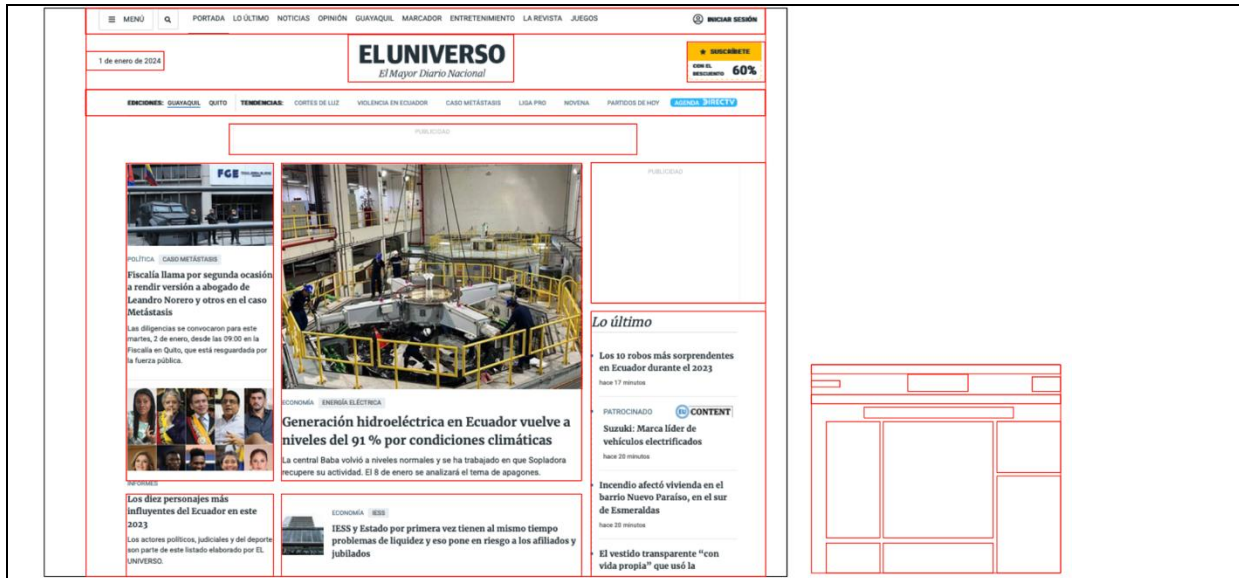 MENÚ PORTADA LO ÚLTIMO NOTICIAS OPINIÓN GUAYAQUIL MARCADOR ENTRETENIMIENTO LA REVISTA JUEGOS INICIAR SESIÓN
1 de enero de 2024
EL UNIVERSO
El Mayor Diario Nacional
SUSCRÍBETE
CON EL
DESCUENTO 60%
EDICIONES: GUAYAQUIL QUITO TENDENCIAS: CORTES DE LUZ VIOLENCIA EN ECUADOR CASO METÁSTASIS LIGA PRO NOVENA PARTIDOS DE HOY AGENDA DIRECTV
PUBLICIDAD
FGE
POLÍTICA CASO METÁSTASIS
Fiscalía llama por segunda ocasión
a rendir versión a abogado de
Leandro Norero y otros en el caso
Metástasis
Las diligencias se convocaron para este
martes, 2 de enero, desde las 09:00 en la
Fiscalía en Quito, que está resguardada por
la fuerza pública.
INFORMES
Los diez personajes más
influyentes del Ecuador en este
2023
Los actores políticos, judiciales y del deporte
son parte de este listado elaborado por EL
UNIVERSO.
ECONOMÍA ENERGÍA ELÉCTRICA
Generación hidroeléctrica en Ecuador vuelve a
niveles del 91 % por condiciones climáticas
La central Baba volvió a niveles normales y se ha trabajado en que Sopladora
recupere su actividad. El 8 de enero se analizará el tema de apagones.
ECONOMÍA IESS
IESS y Estado por primera vez tienen al mismo tiempo
problemas de liquidez y eso pone en riesgo a los afiliados y
jubilados
PUBLICIDAD
Lo último
Los 10 robos más sorprendentes
en Ecuador durante el 2023
hace 17 minutos
PATROCINADO EU CONTENT
Suzuki: Marca líder de
vehículos electrificados
hace 20 minutos
Incendio afectó vivienda en el
barrio Nuevo Paraíso, en el sur
de Esmeraldas
hace 20 minutos
El vestido transparente “con
vida propia” que usó la